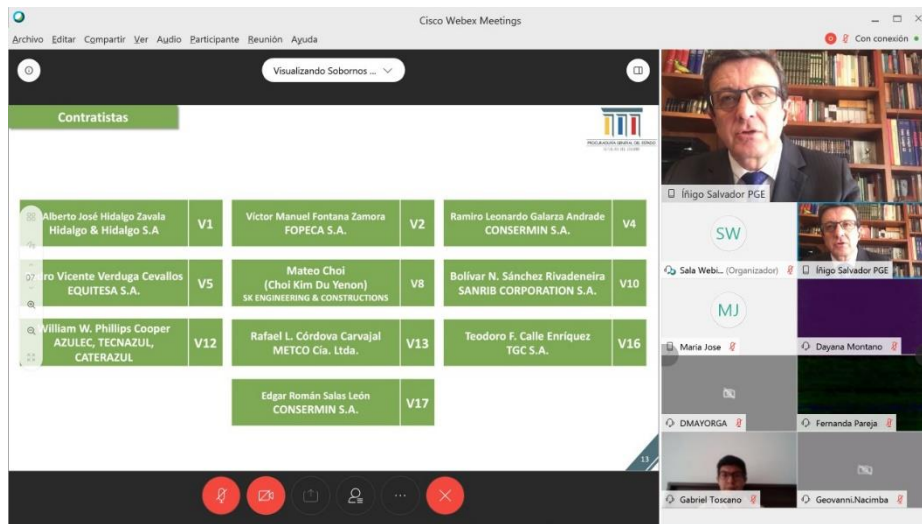 Cisco Webex Meetings
Archivo Editar Compartir Ver Audio Participante Reunión Ayuda
Con conexión
Visualizando Sobornos ...
Contratistas
PROCURADURÍA GENERAL DEL ESTADO
Alberto José Hidalgo Zavala
Hidalgo & Hidalgo S.A
V1
Víctor Manuel Fontana Zamora
FOPECA S.A.
V2
Ramiro Leonardo Galarza Andrade
CONSERMIN S.A.
V4
07
ro Vicente Verduga Cevallos
EQUITESA S.A.
V5
Mateo Choi
(Choi Kim Du Yenon)
SK ENGINEERING & CONSTRUCTIONS
V8
Bolívar N. Sánchez Rivadeneira
SANRIB CORPORATION S.A.
V10
William W. Phillips Cooper
AZULEC, TECNAZUL,
CATERAZUL
V12
Rafael L. Córdova Carvajal
METCO Cía. Ltda.
V13
Teodoro F. Calle Enríquez
TGC S.A.
V16
Edgar Román Salas León
CONSERMIN S.A.
V17
13
Íñigo Salvador PGE
SW
Sala Webi... (Organizador)
Íñigo Salvador PGE
MJ
Maria Jose
Dayana Montano
DMAYORGA
Fernanda Pareja
Gabriel Toscano
Geovanni.Nacimba